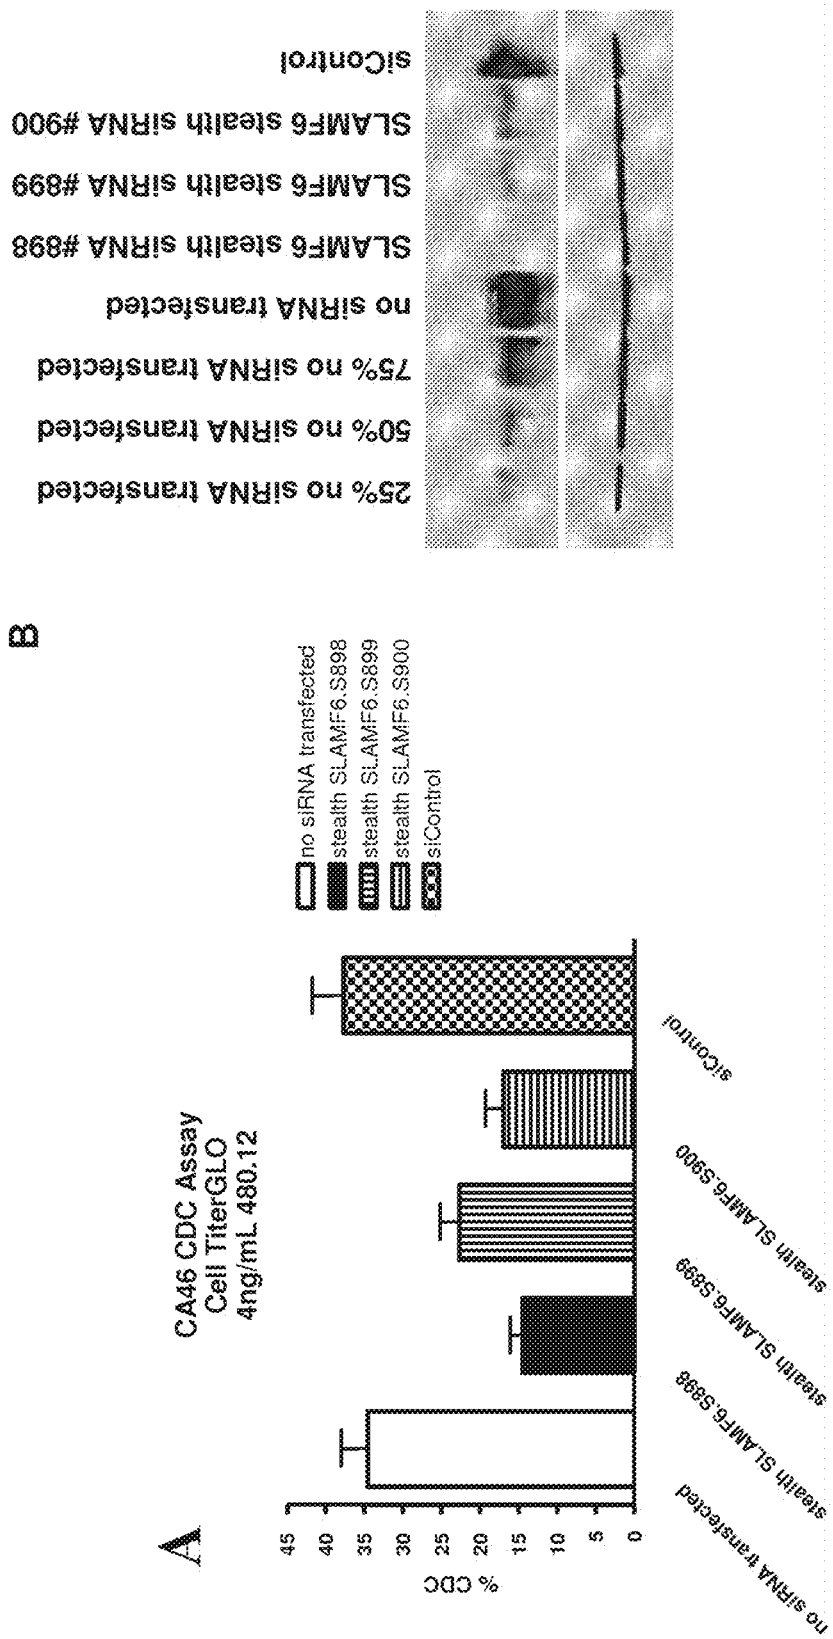 A
CA46 CDC Assay
Cell TiterGLO
4ng/mL 480.12
% CDC
45
40
35
30
25
20
15
10
5
0
no siRNA transfected
stealth SLAMF6.S898
stealth SLAMF6.S899
stealth SLAMF6.S900
siControl
no siRNA transfected
stealth SLAMF6.S898
stealth SLAMF6.S899
stealth SLAMF6.S900
siControl
B
25% no siRNA transfected
50% no siRNA transfected
75% no siRNA transfected
no siRNA transfected
SLAMF6 stealth siRNA #898
SLAMF6 stealth siRNA #899
SLAMF6 stealth siRNA #900
siControl